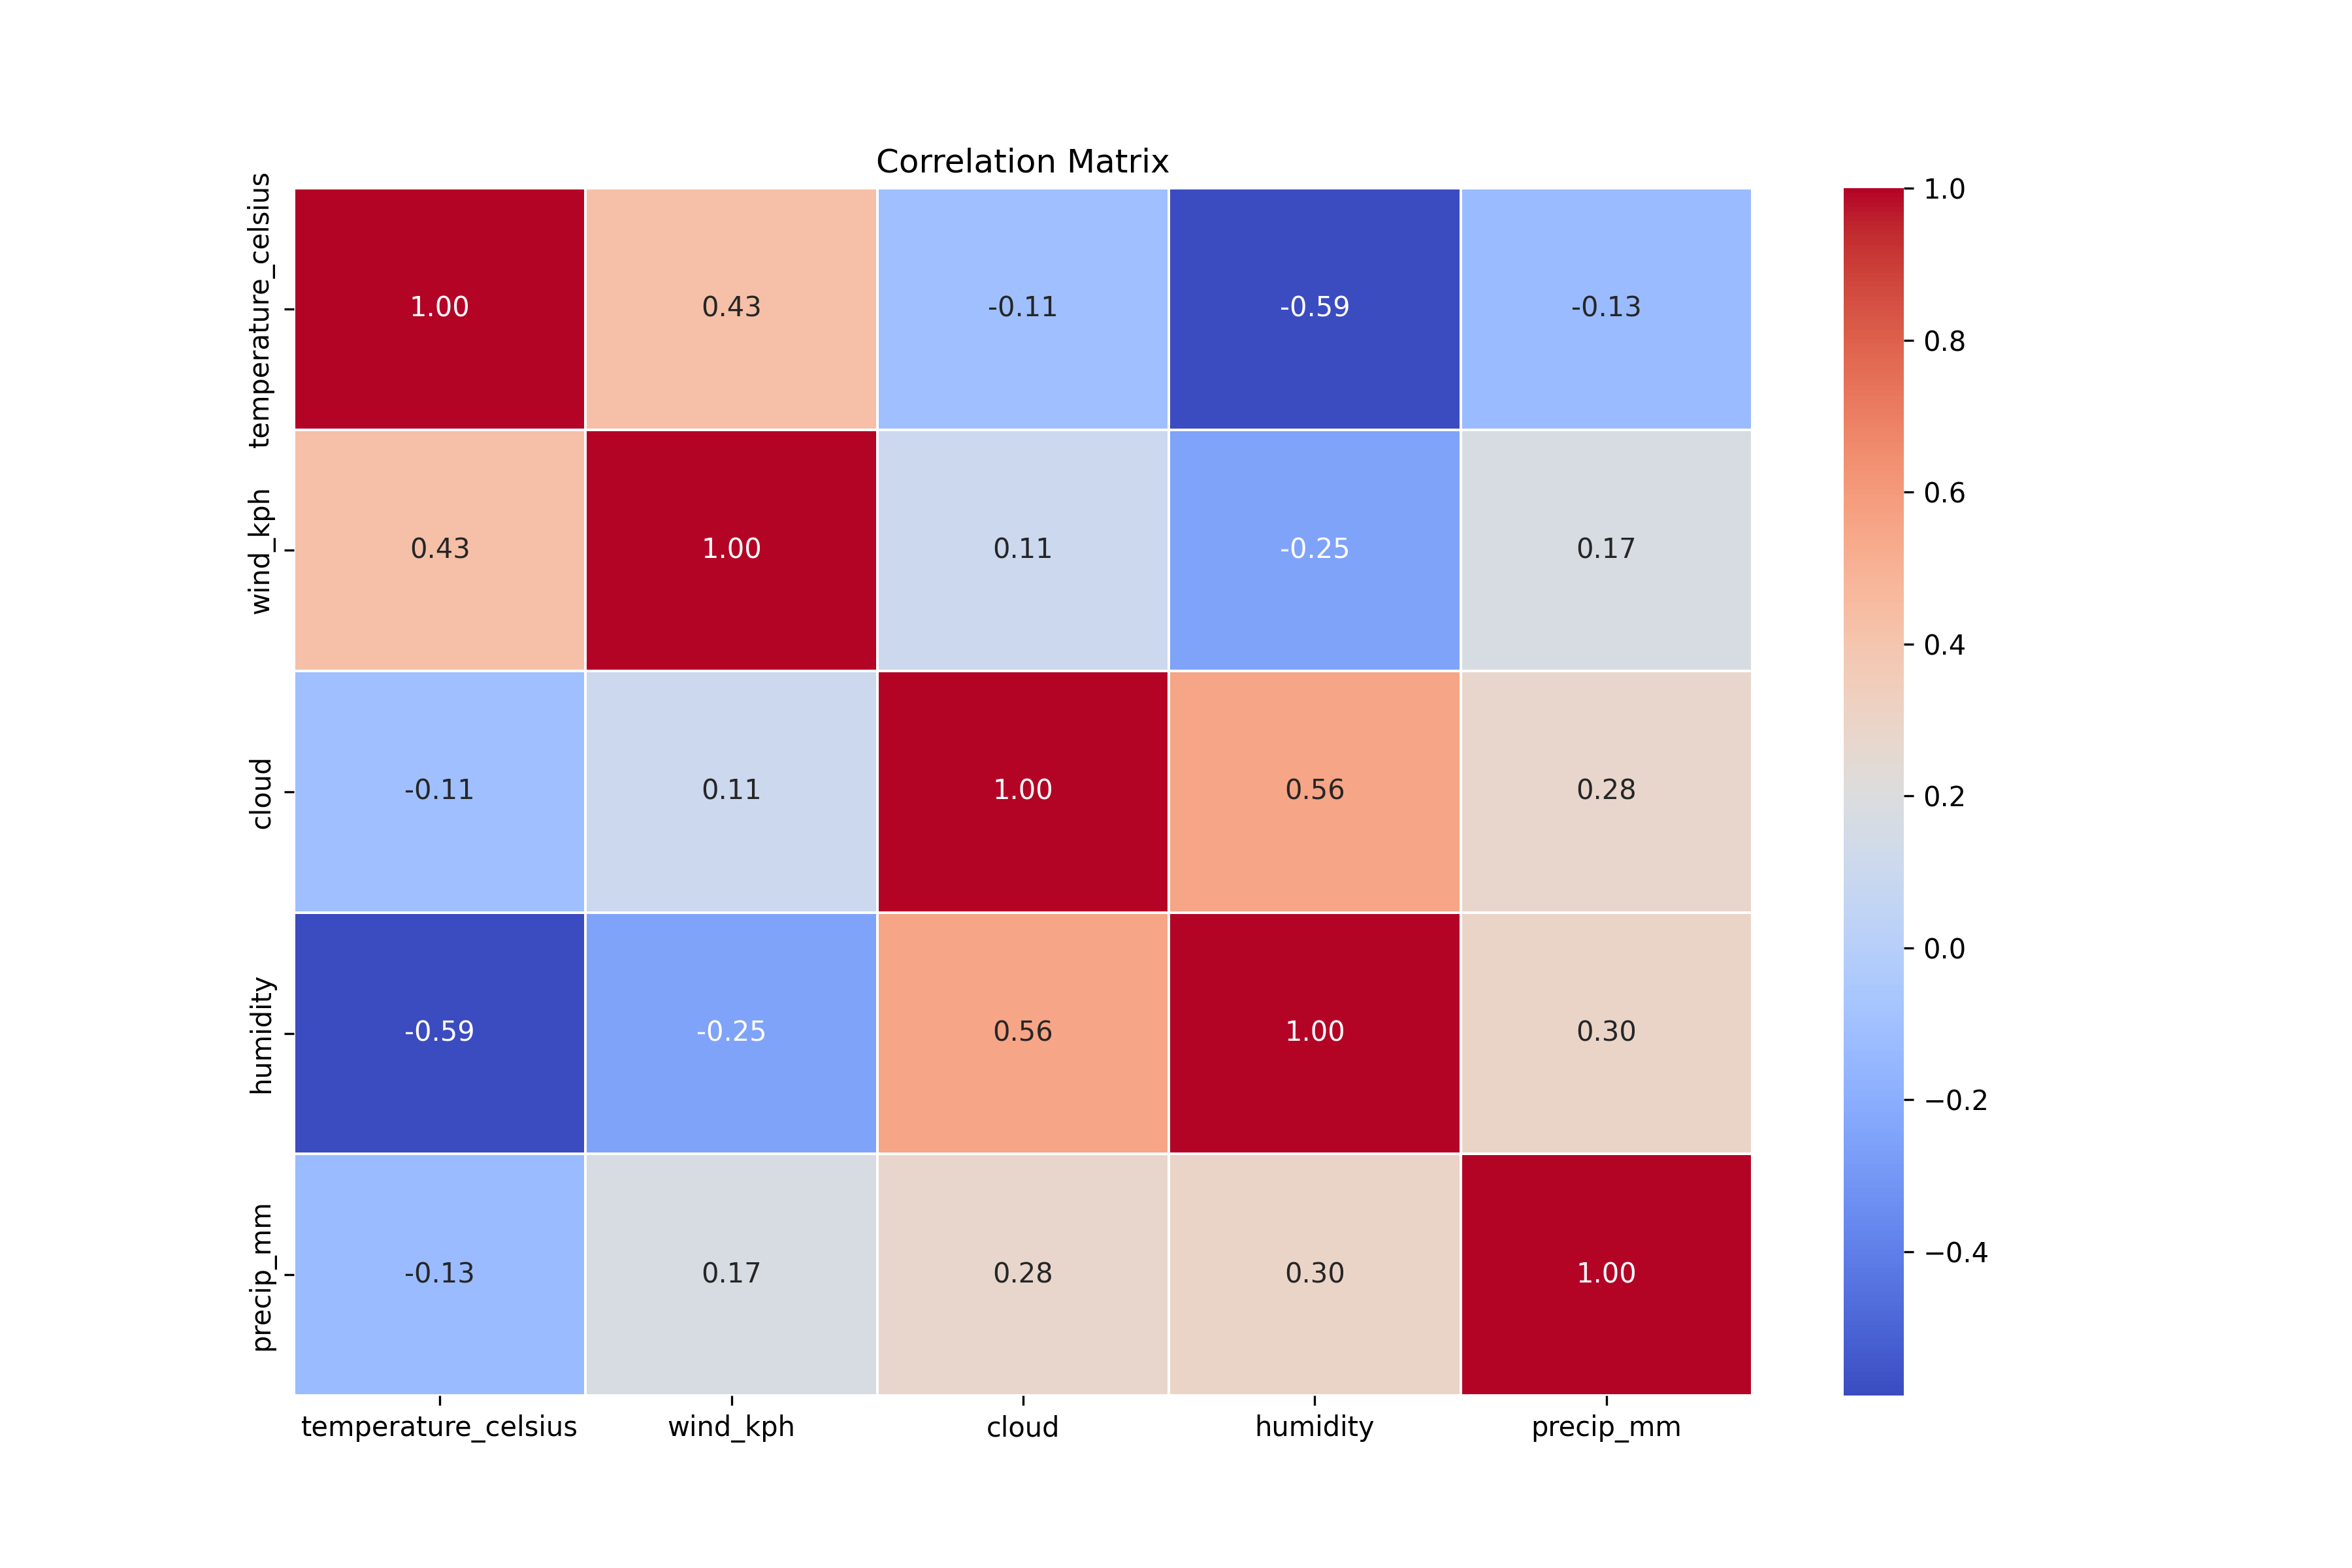 Correlation Matrix
temperature_celsius
1.00 0.43 -0.11 -0.59 -0.13
wind_kph
0.43 1.00 0.11 -0.25 0.17
cloud
-0.11 0.11 1.00 0.56 0.28
humidity
-0.59 -0.25 0.56 1.00 0.30
precip_mm
-0.13 0.17 0.28 0.30 1.00
temperature_celsius wind_kph cloud humidity precip_mm
1.0
0.8
0.6
0.4
0.2
0.0
−0.2
−0.4